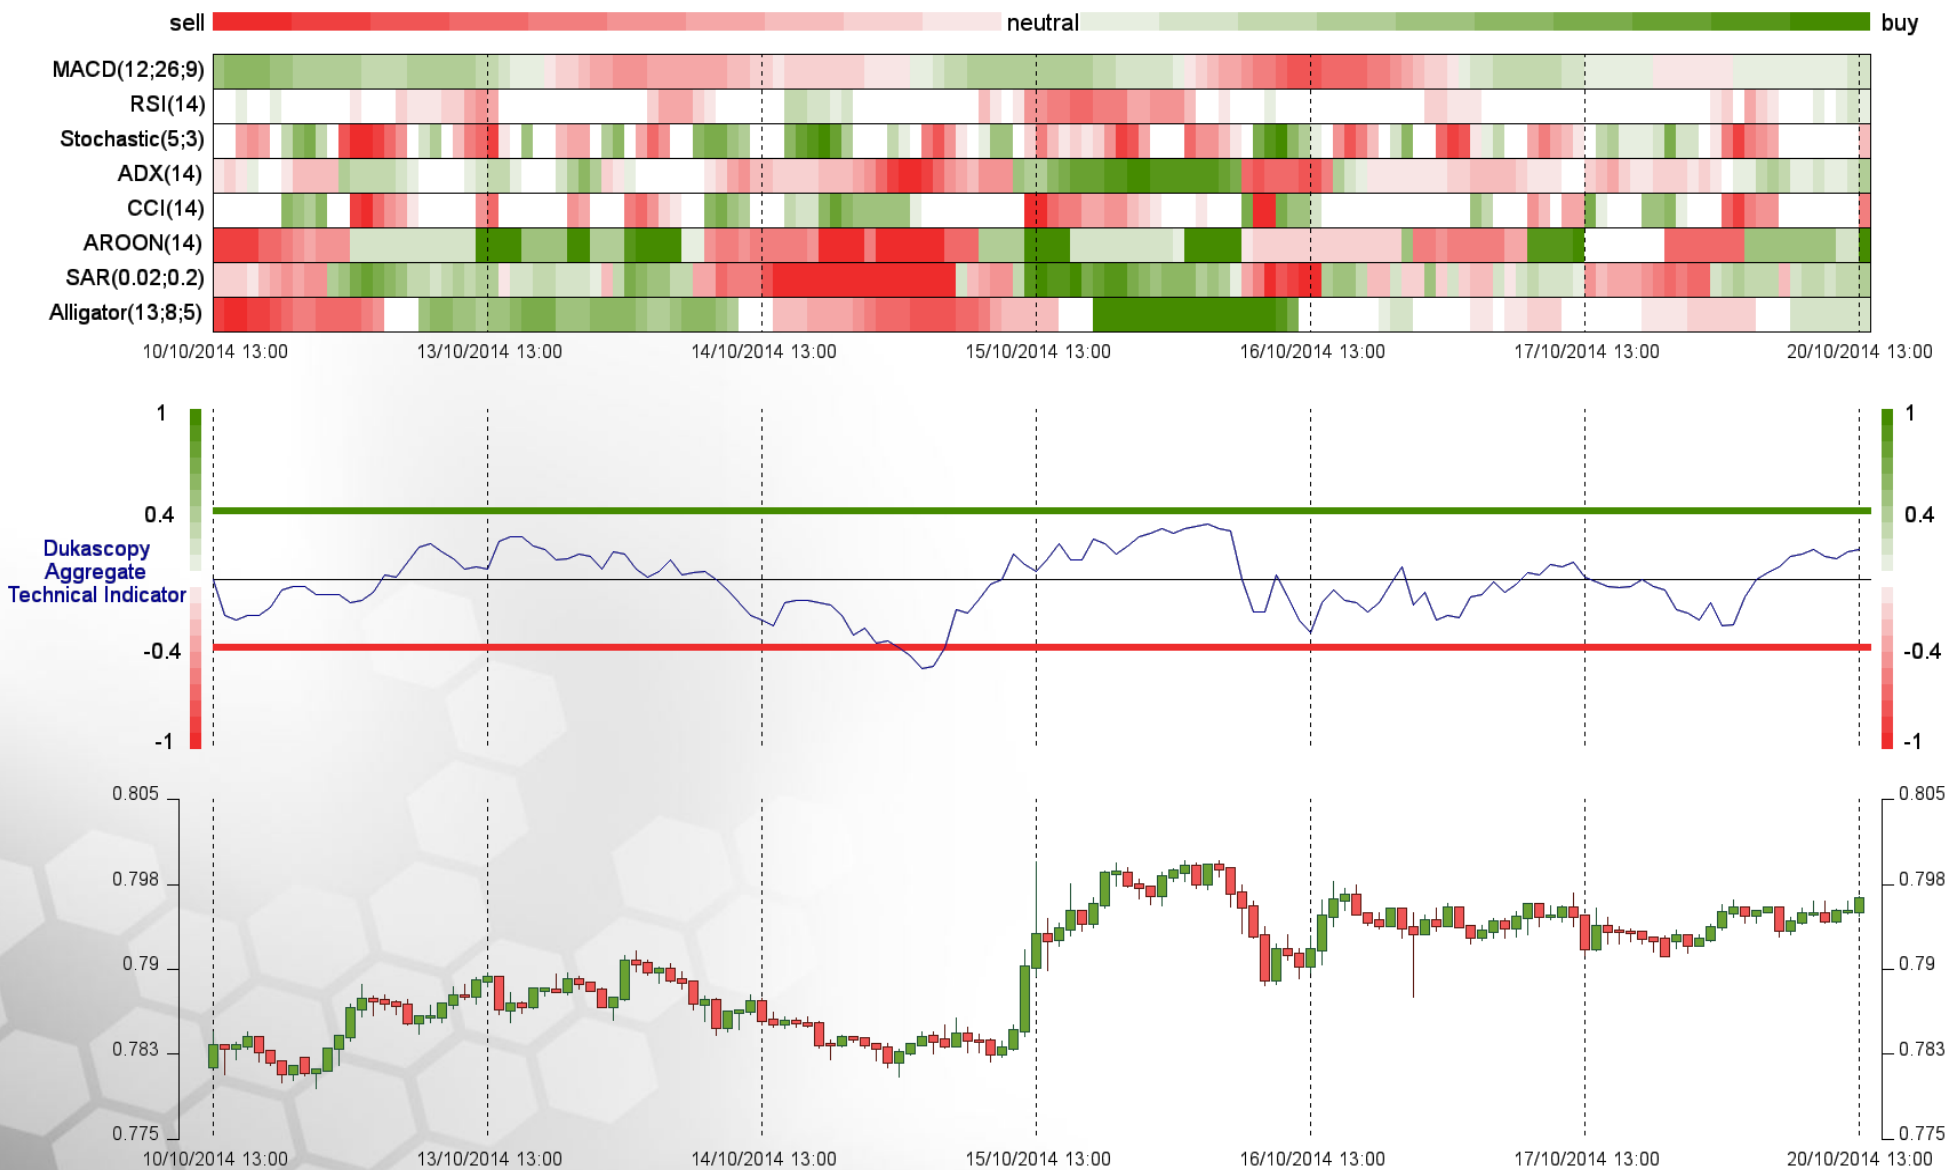 sell neutral buy
MACD(12;26;9)
RSI(14)
Stochastic(5;3)
ADX(14)
CCI(14)
AROON(14)
SAR(0.02;0.2)
Alligator(13;8;5)
10/10/2014 13:00 13/10/2014 13:00 14/10/2014 13:00 15/10/2014 13:00 16/10/2014 13:00 17/10/2014 13:00 20/10/2014 13:00
1 1
0.4 0.4
Dukascopy
Aggregate
Technical Indicator
-0.4 -0.4
-1 -1
0.805 0.805
0.798 0.798
0.79 0.79
0.783 0.783
0.775 0.775
10/10/2014 13:00 13/10/2014 13:00 14/10/2014 13:00 15/10/2014 13:00 16/10/2014 13:00 17/10/2014 13:00 20/10/2014 13:00